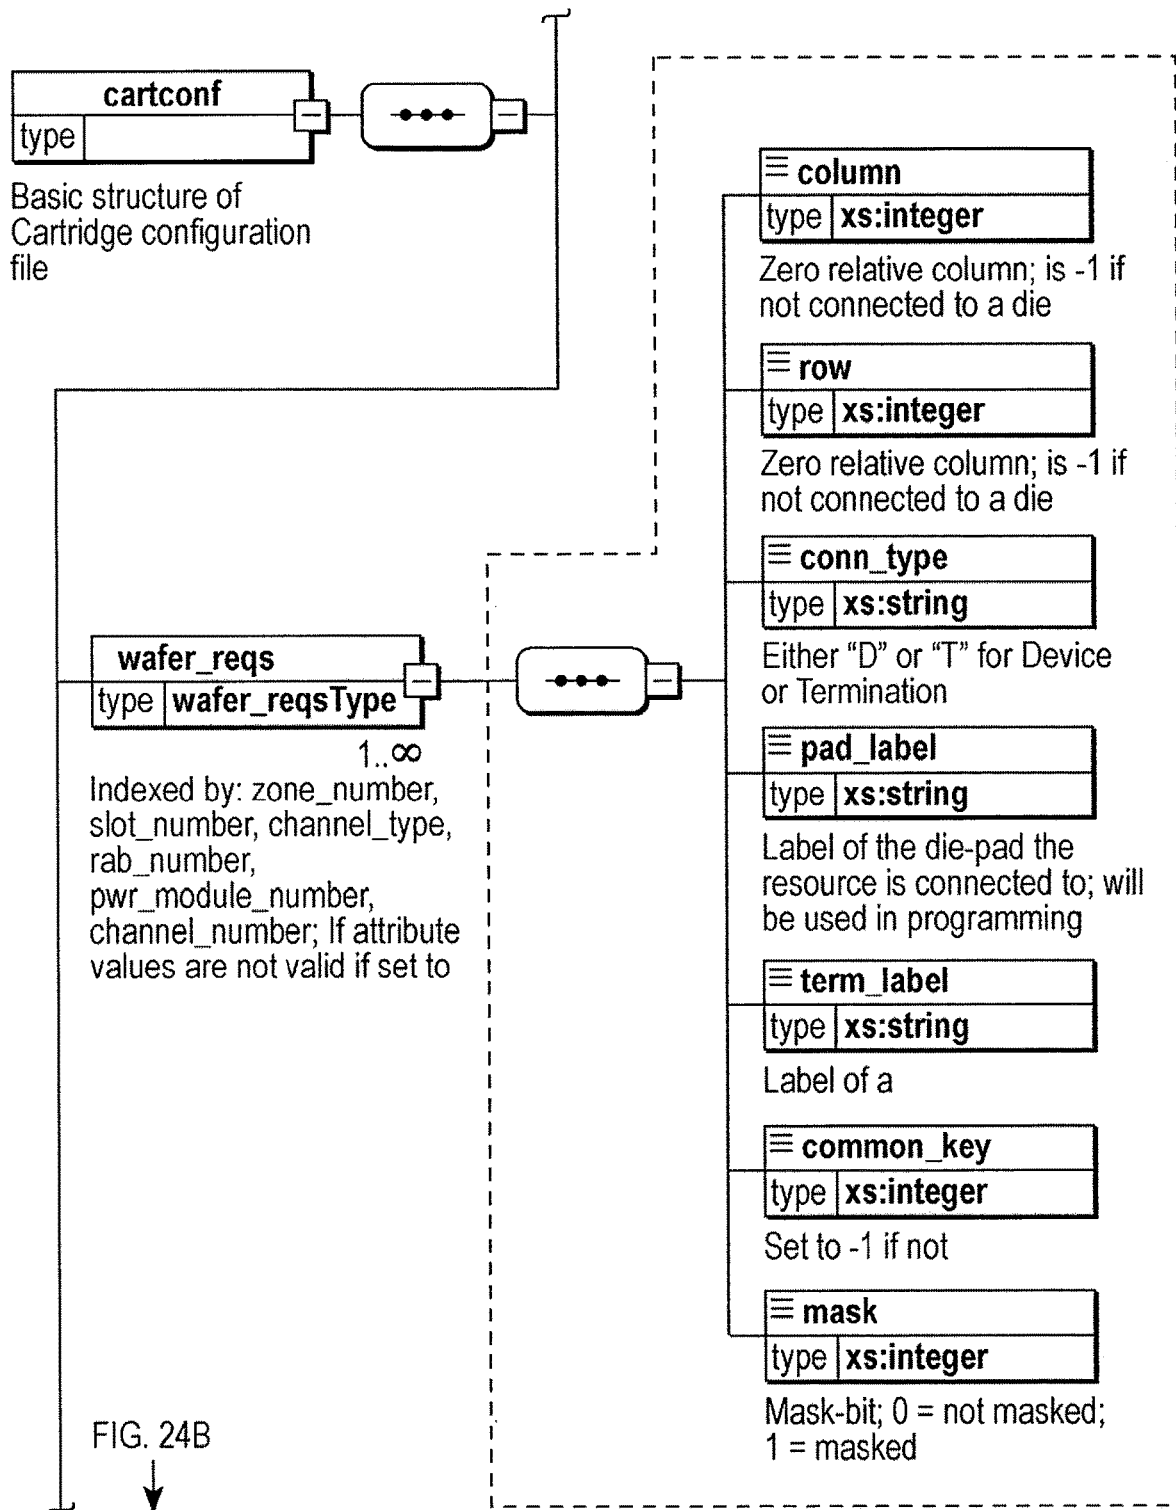 cartconf
type
Basic structure of
Cartridge configuration
file
column
type xs:integer
Zero relative column; is -1 if
not connected to a die
row
type xs:integer
Zero relative column; is -1 if
not connected to a die
conn_type
type xs:string
Either “D” or “T” for Device
or Termination
wafer_reqs
type wafer_reqsType
1..∞
Indexed by: zone_number,
slot_number, channel_type,
rab_number,
pwr_module_number,
channel_number; If attribute
values are not valid if set to
pad_label
type xs:string
Label of the die-pad the
resource is connected to; will
be used in programming
term_label
type xs:string
Label of a
common_key
type xs:integer
Set to -1 if not
mask
type xs:integer
Mask-bit; 0 = not masked;
1 = masked
FIG. 24B